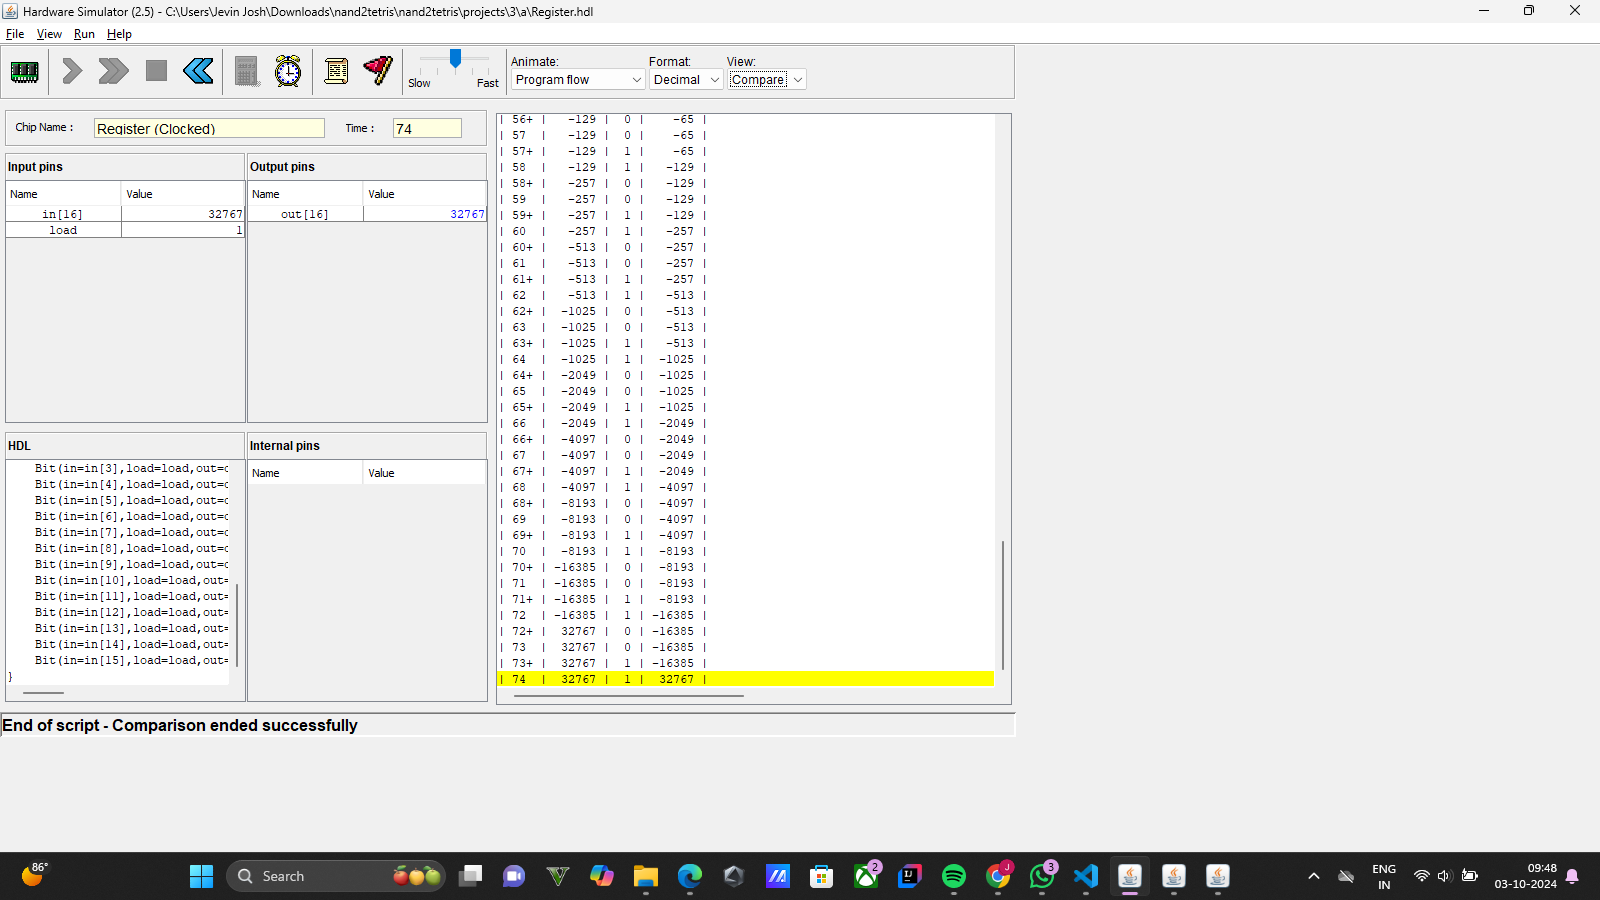 Hardware Simulator (2.5) - C:\Users\Jevin Josh\Downloads\nand2tetris\nand2tetris\projects\3\a\Register.hdl
File View Run Help
Slow Fast
Animate: Format: View:
Program flow Decimal Compare
Chip Name : Register (Clocked) Time : 74
Input pins
Name Value
in[16] 32767
load 1
Output pins
Name Value
out[16] 32767
HDL
Bit(in=in[3],load=load,out=
Bit(in=in[4],load=load,out=
Bit(in=in[5],load=load,out=
Bit(in=in[6],load=load,out=
Bit(in=in[7],load=load,out=
Bit(in=in[8],load=load,out=
Bit(in=in[9],load=load,out=
Bit(in=in[10],load=load,out=
Bit(in=in[11],load=load,out=
Bit(in=in[12],load=load,out=
Bit(in=in[13],load=load,out=
Bit(in=in[14],load=load,out=
Bit(in=in[15],load=load,out=
}
Internal pins
Name Value
| 56+ | -129 | 0 | -65 |
| 57 | -129 | 0 | -65 |
| 57+ | -129 | 1 | -65 |
| 58 | -129 | 1 | -129 |
| 58+ | -257 | 0 | -129 |
| 59 | -257 | 0 | -129 |
| 59+ | -257 | 1 | -129 |
| 60 | -257 | 1 | -257 |
| 60+ | -513 | 0 | -257 |
| 61 | -513 | 0 | -257 |
| 61+ | -513 | 1 | -257 |
| 62 | -513 | 1 | -513 |
| 62+ | -1025 | 0 | -513 |
| 63 | -1025 | 0 | -513 |
| 63+ | -1025 | 1 | -513 |
| 64 | -1025 | 1 | -1025 |
| 64+ | -2049 | 0 | -1025 |
| 65 | -2049 | 0 | -1025 |
| 65+ | -2049 | 1 | -1025 |
| 66 | -2049 | 1 | -2049 |
| 66+ | -4097 | 0 | -2049 |
| 67 | -4097 | 0 | -2049 |
| 67+ | -4097 | 1 | -2049 |
| 68 | -4097 | 1 | -4097 |
| 68+ | -8193 | 0 | -4097 |
| 69 | -8193 | 0 | -4097 |
| 69+ | -8193 | 1 | -4097 |
| 70 | -8193 | 1 | -8193 |
| 70+ | -16385 | 0 | -8193 |
| 71 | -16385 | 0 | -8193 |
| 71+ | -16385 | 1 | -8193 |
| 72 | -16385 | 1 | -16385 |
| 72+ | 32767 | 0 | -16385 |
| 73 | 32767 | 0 | -16385 |
| 73+ | 32767 | 1 | -16385 |
| 74 | 32767 | 1 | 32767 |
End of script - Comparison ended successfully
86°
Search
2
J
3
ENG
IN
09:48
03-10-2024